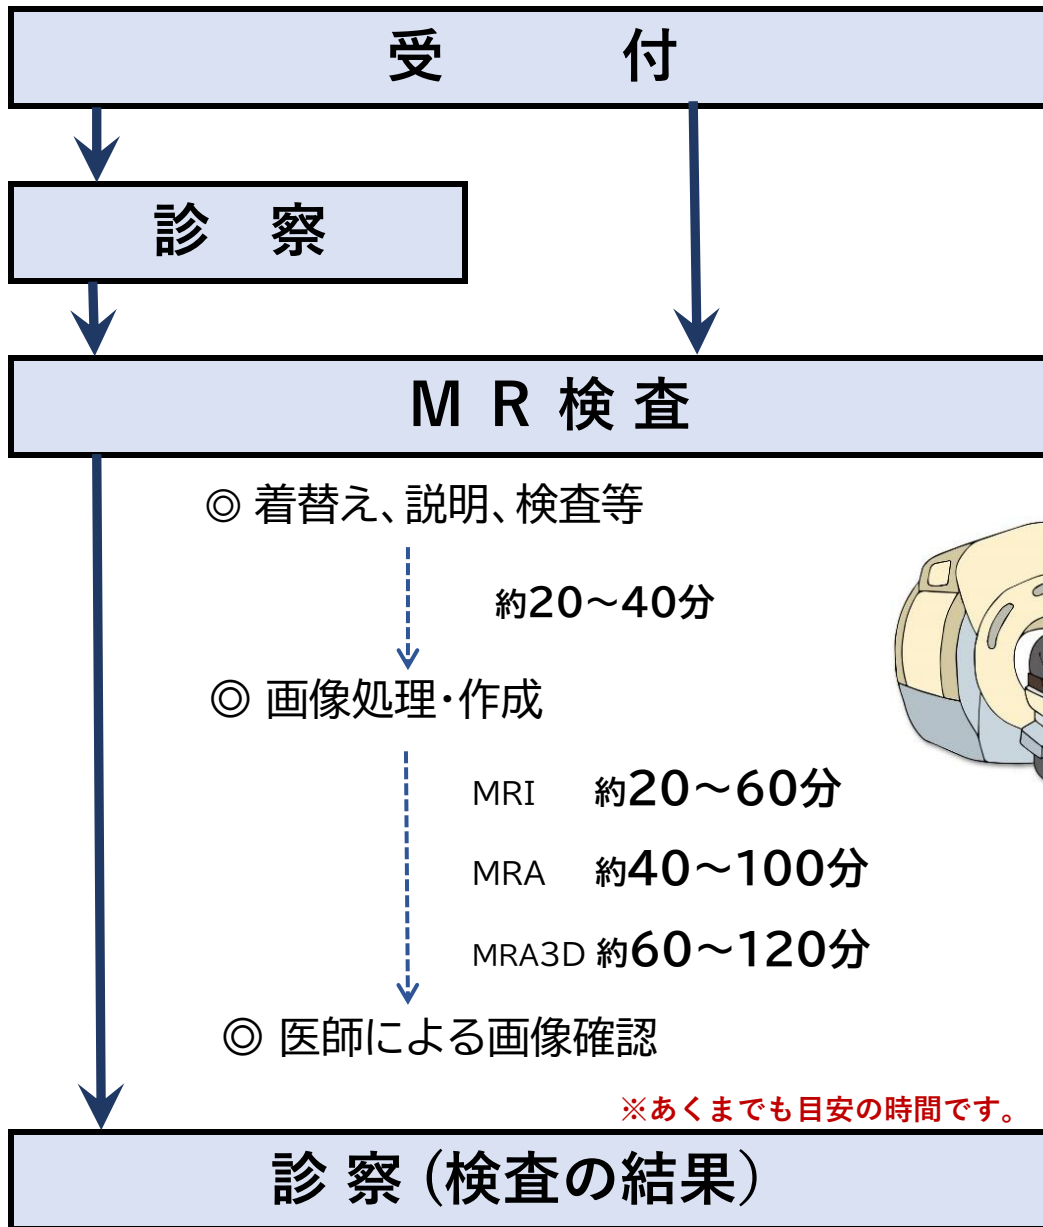 受　付
診　察
ＭＲ検査
◎ 着替え、説明、検査等
約20～40分
◎ 画像処理・作成
MRI 約20～60分
MRA 約40～100分
MRA3D 約60～120分
◎ 医師による画像確認
※あくまでも目安の時間です。
診 察（検査の結果）